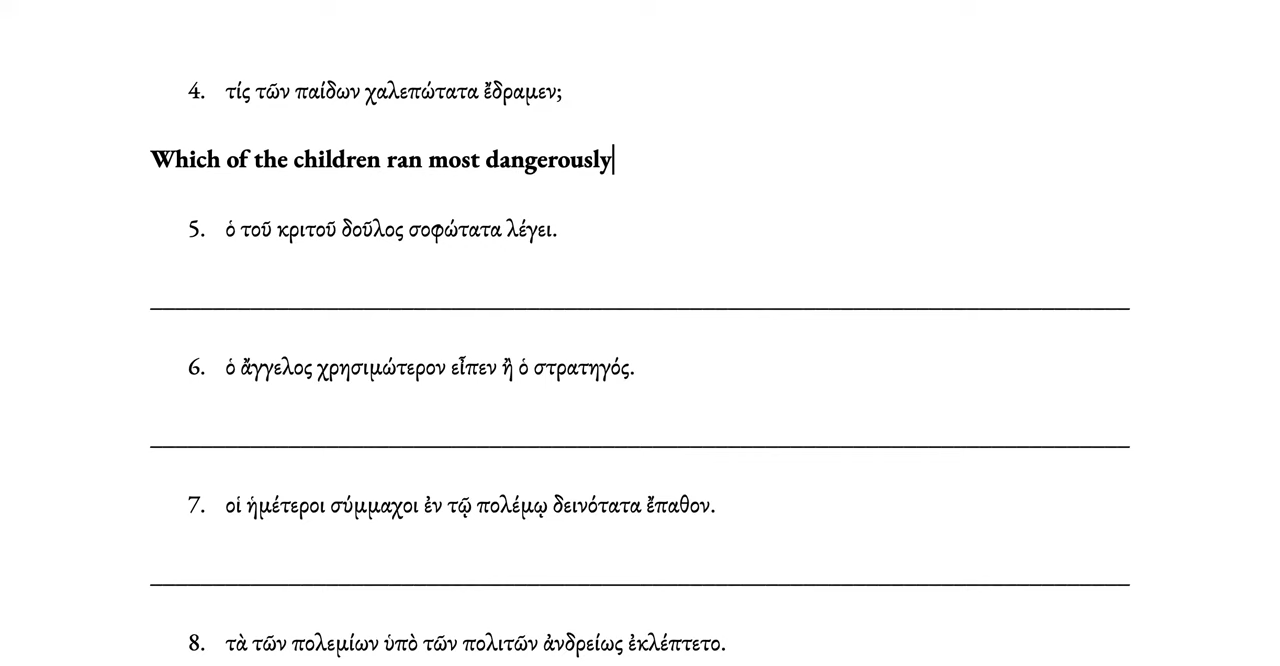 4. τίς τῶν παίδων χαλεπώτατα ἔδραμεν;
Which of the children ran most dangerously
5. ὁ τοῦ κριτοῦ δοῦλος σοφώτατα λέγει.
6. ὁ ἄγγελος χρησιμώτερον εἶπεν ἢ ὁ στρατηγός.
7. οἱ ἡμέτεροι σύμμαχοι ἐν τῷ πολέμῳ δεινότατα ἔπαθον.
8. τὰ τῶν πολεμίων ὑπὸ τῶν πολιτῶν ἀνδρείως ἐκλέπτετο.